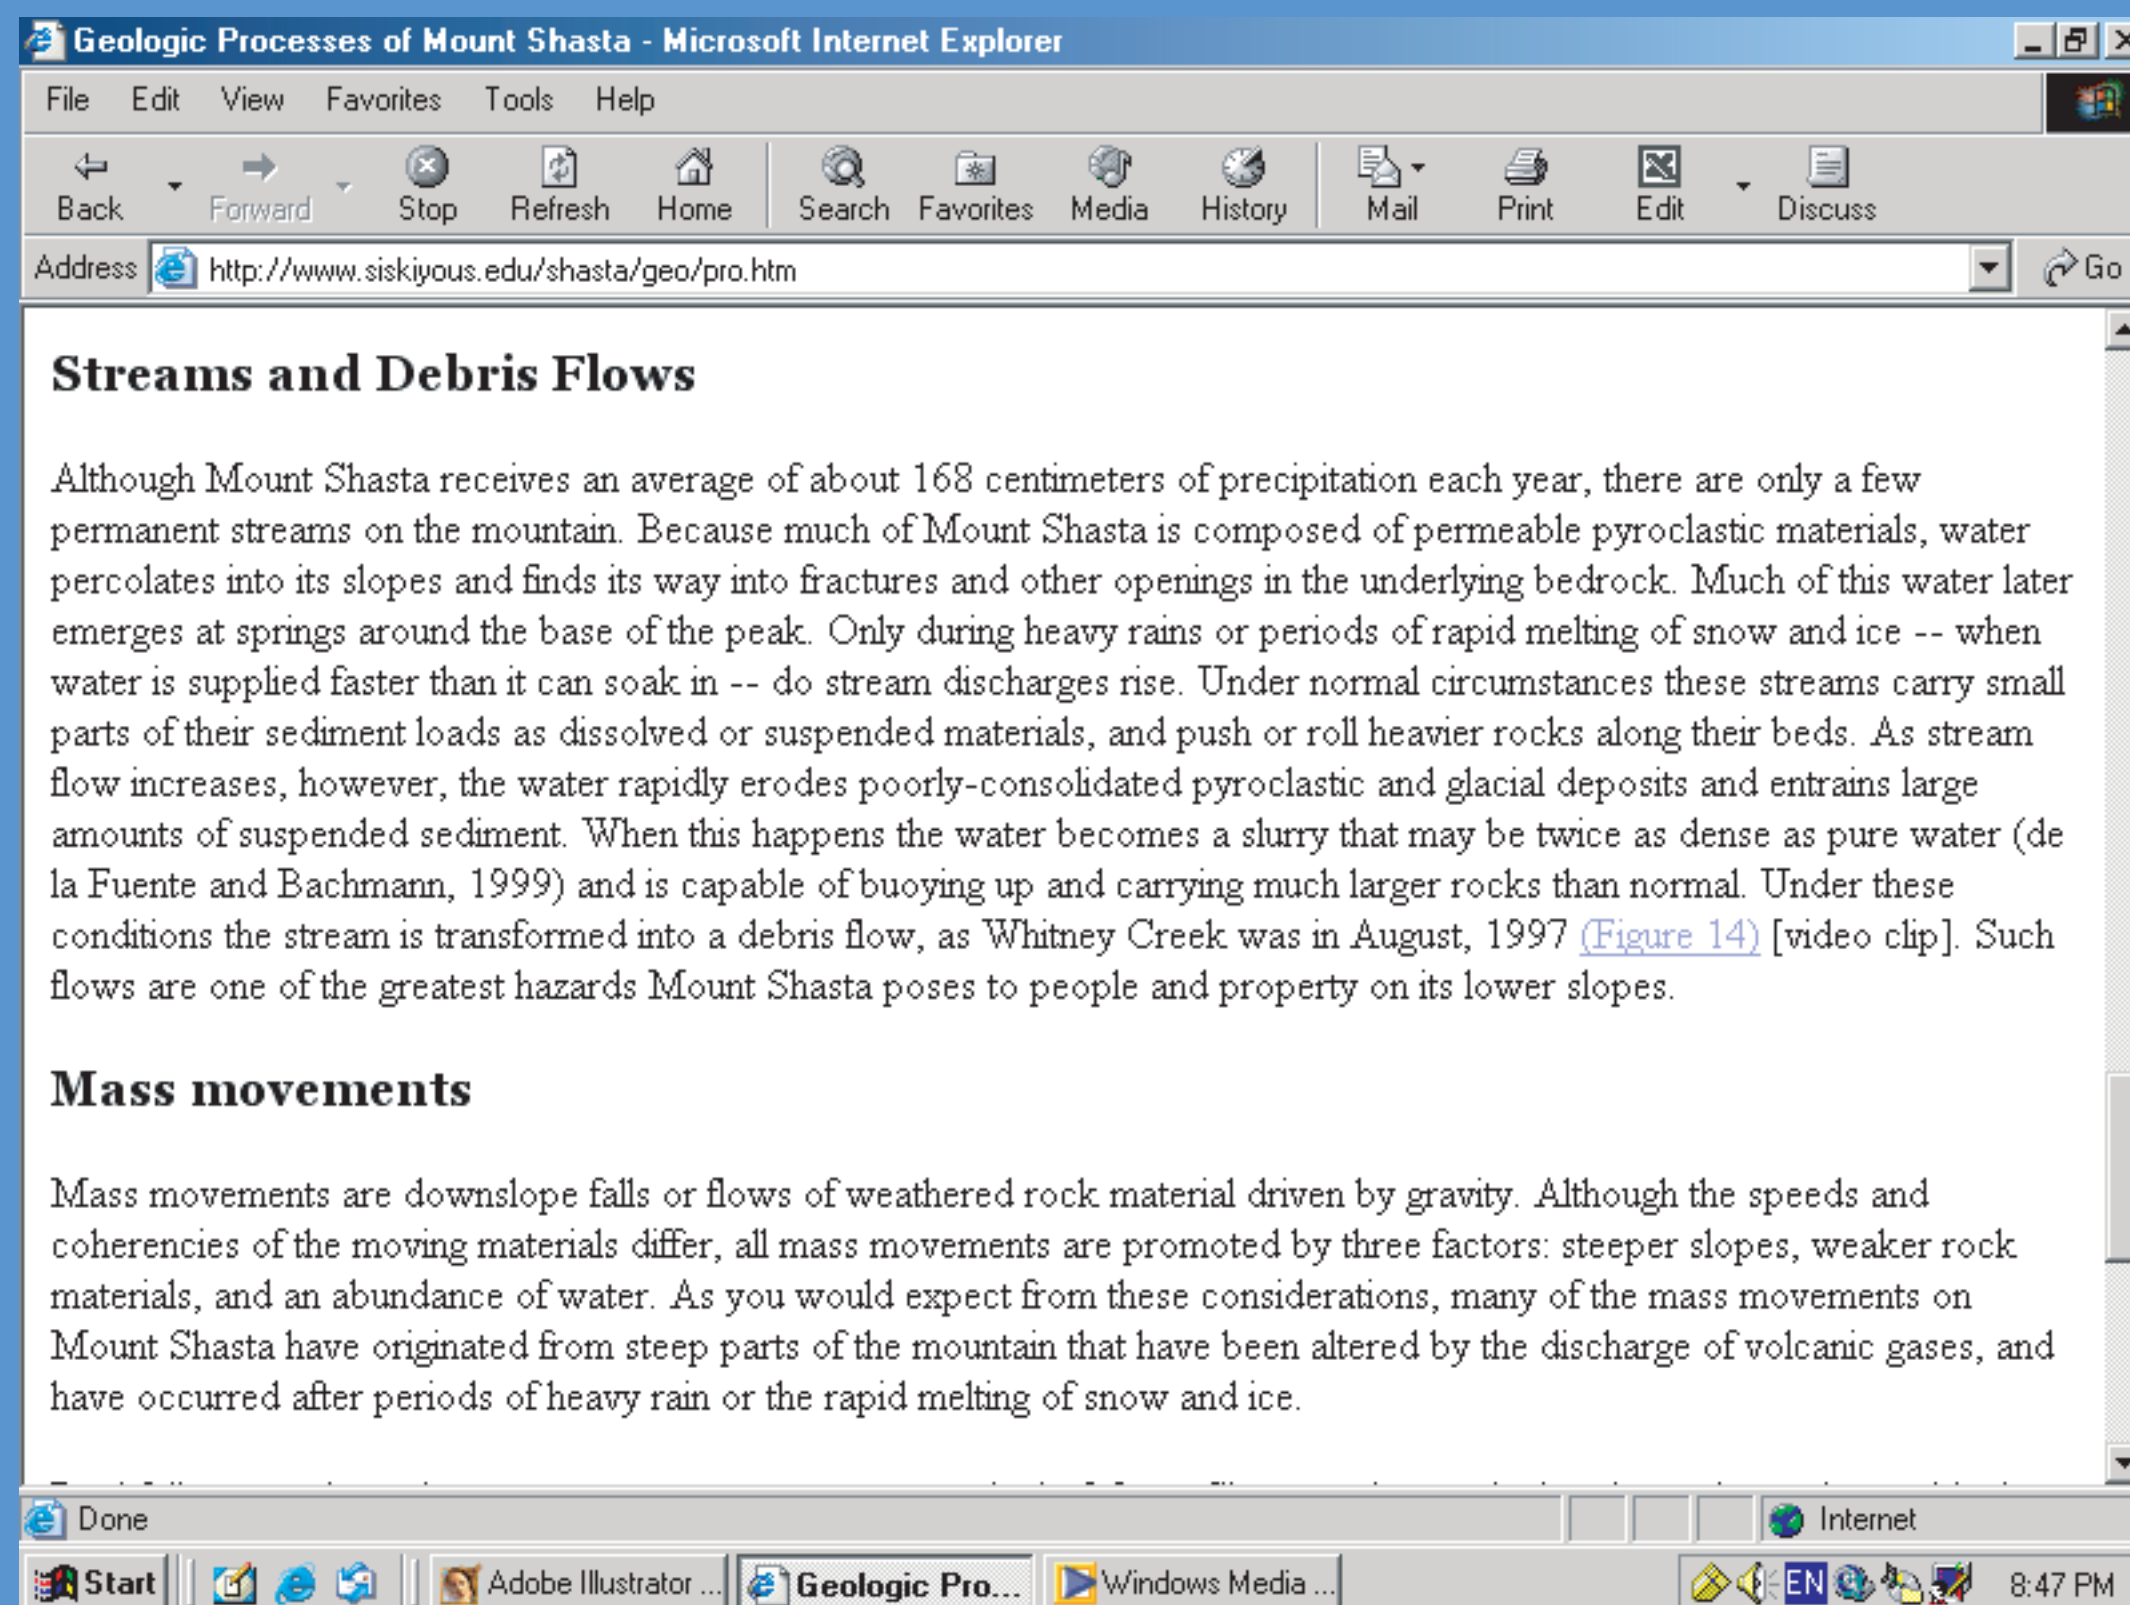 Geologic Processes of Mount Shasta - Microsoft Internet Explorer
File Edit View Favorites Tools Help
Back Forward Stop Refresh Home Search Favorites Media History Mail Print Edit Discuss
Address http://www.siskiyous.edu/shasta/geo/pro.htm Go
Streams and Debris Flows
Although Mount Shasta receives an average of about 168 centimeters of precipitation each year, there are only a few
permanent streams on the mountain. Because much of Mount Shasta is composed of permeable pyroclastic materials, water
percolates into its slopes and finds its way into fractures and other openings in the underlying bedrock. Much of this water later
emerges at springs around the base of the peak. Only during heavy rains or periods of rapid melting of snow and ice -- when
water is supplied faster than it can soak in -- do stream discharges rise. Under normal circumstances these streams carry small
parts of their sediment loads as dissolved or suspended materials, and push or roll heavier rocks along their beds. As stream
flow increases, however, the water rapidly erodes poorly-consolidated pyroclastic and glacial deposits and entrains large
amounts of suspended sediment. When this happens the water becomes a slurry that may be twice as dense as pure water (de
la Fuente and Bachmann, 1999) and is capable of buoying up and carrying much larger rocks than normal. Under these
conditions the stream is transformed into a debris flow, as Whitney Creek was in August, 1997 (Figure 14) [video clip]. Such
flows are one of the greatest hazards Mount Shasta poses to people and property on its lower slopes.
Mass movements
Mass movements are downslope falls or flows of weathered rock material driven by gravity. Although the speeds and
coherencies of the moving materials differ, all mass movements are promoted by three factors: steeper slopes, weaker rock
materials, and an abundance of water. As you would expect from these considerations, many of the mass movements on
Mount Shasta have originated from steep parts of the mountain that have been altered by the discharge of volcanic gases, and
have occurred after periods of heavy rain or the rapid melting of snow and ice.
Done Internet
Start Adobe Illustrator ... Geologic Pro... Windows Media ... EN 8:47 PM